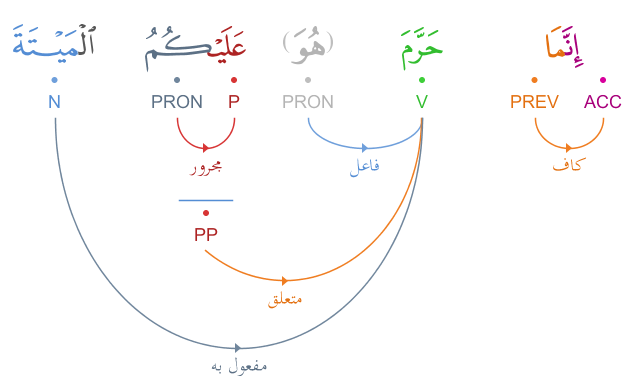 إِنَّمَا حَرَّمَ (هُوَ) عَلَيْكُمُ ٱلْمَيْتَةَ
ACC PREV V PRON P PRON N
كاف فاعل مجرور
PP
متعلق
مفعول به